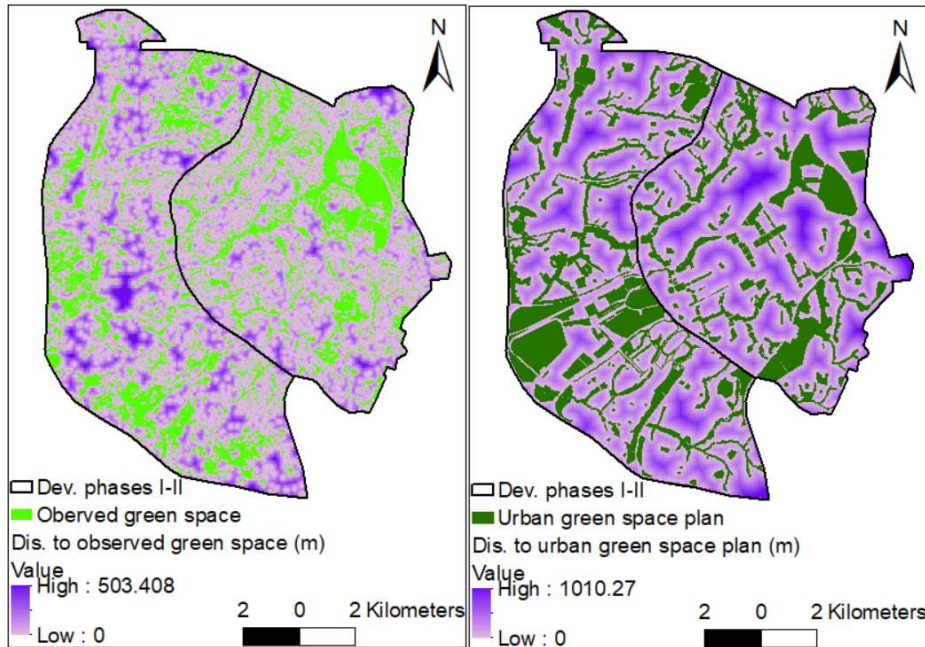 N
Dev. phases I-II
Oberved green space
Dis. to observed green space (m)
Value
High : 503.408
Low : 0
2 0 2 Kilometers
N
Dev. phases I-II
Urban green space plan
Dis. to urban green space plan (m)
Value
High : 1010.27
Low : 0
2 0 2 Kilometers